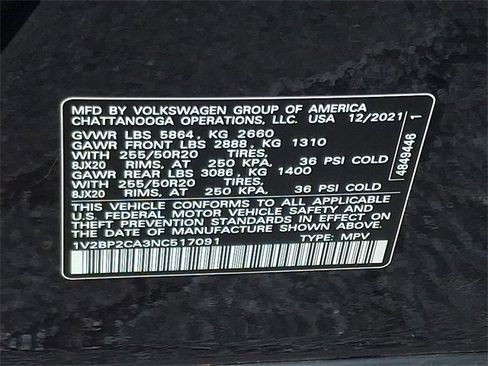 MFD BY VOLKSWAGEN GROUP OF AMERICA
CHATTANOOGA OPERATIONS, LLC. USA 12/2021
GVWR LBS 5864, KG 2660
GAWR FRONT LBS 2888, KG 1310
WITH 255/50R20 TIRES,
8JX20 RIMS, AT 250 KPA, 36 PSI COLD
GAWR REAR LBS 3086, KG 1400
WITH 255/50R20 TIRES,
8JX20 RIMS, AT 250 KPA, 36 PSI COLD
THIS VEHICLE CONFORMS TO ALL APPLICABLE
U.S. FEDERAL MOTOR VEHICLE SAFETY AND
THEFT PREVENTION STANDARDS IN EFFECT ON
THE DATE OF MANUFACTURE SHOWN ABOVE.
1V2BP2CA3NC517091 TYPE: MPV
4849446 1